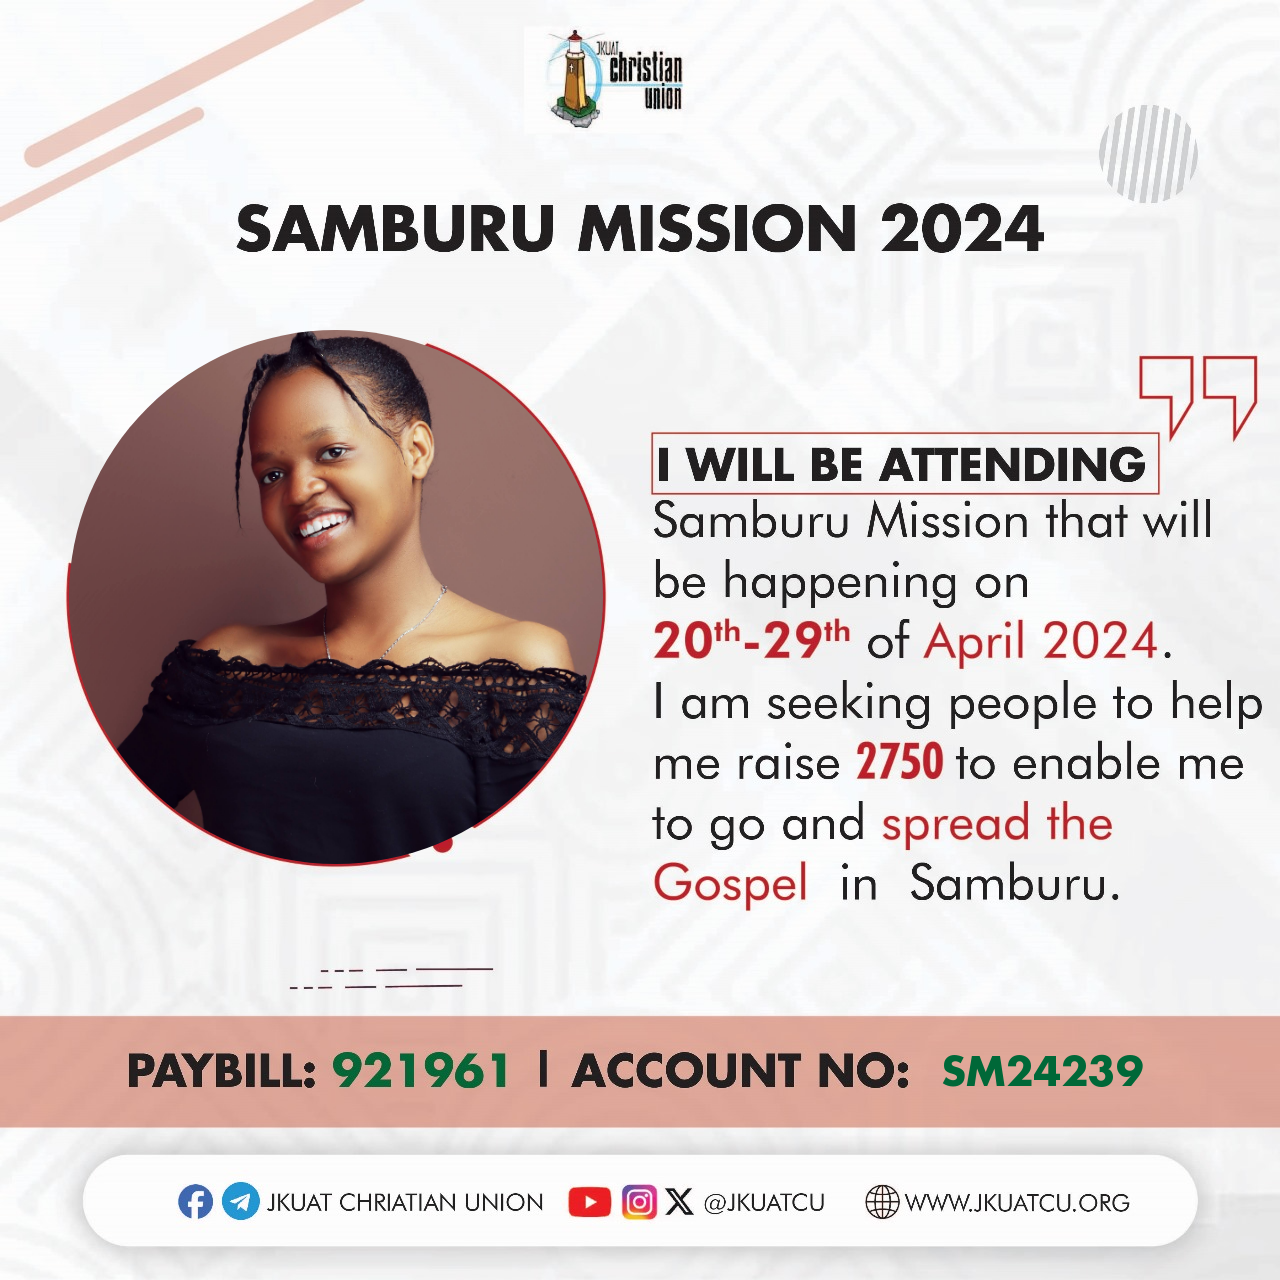 JKUAT
christian
union
SAMBURU MISSION 2024
I WILL BE ATTENDING
Samburu Mission that will
be happening on
20th-29th of April 2024.
I am seeking people to help
me raise 2750 to enable me
to go and spread the
Gospel in Samburu.
PAYBILL: 921961 | ACCOUNT NO: SM24239
JKUAT CHRIATIAN UNION @JKUATCU WWW.JKUATCU.ORG